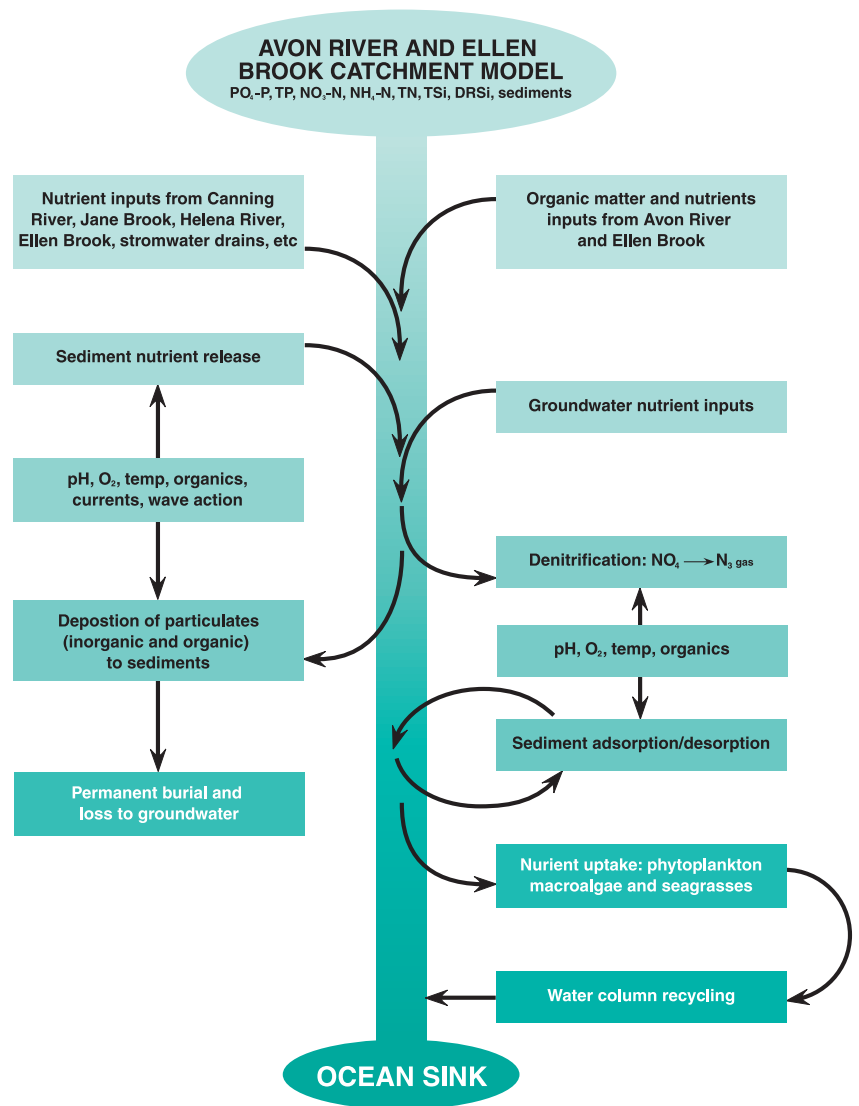 AVON RIVER AND ELLEN
BROOK CATCHMENT MODEL
PO₄-P, TP, NO₃-N, NH₄-N, TN, TSi, DRSi, sediments
Nutrient inputs from Canning
River, Jane Brook, Helena River,
Ellen Brook, stromwater drains, etc
Organic matter and nutrients
inputs from Avon River
and Ellen Brook
Sediment nutrient release
Groundwater nutrient inputs
pH, O₂, temp, organics,
currents, wave action
Denitrification: NO₄ → N₃ gas
Depostion of particulates
(inorganic and organic)
to sediments
pH, O₂, temp, organics
Sediment adsorption/desorption
Permanent burial and
loss to groundwater
Nurient uptake: phytoplankton
macroalgae and seagrasses
Water column recycling
OCEAN SINK